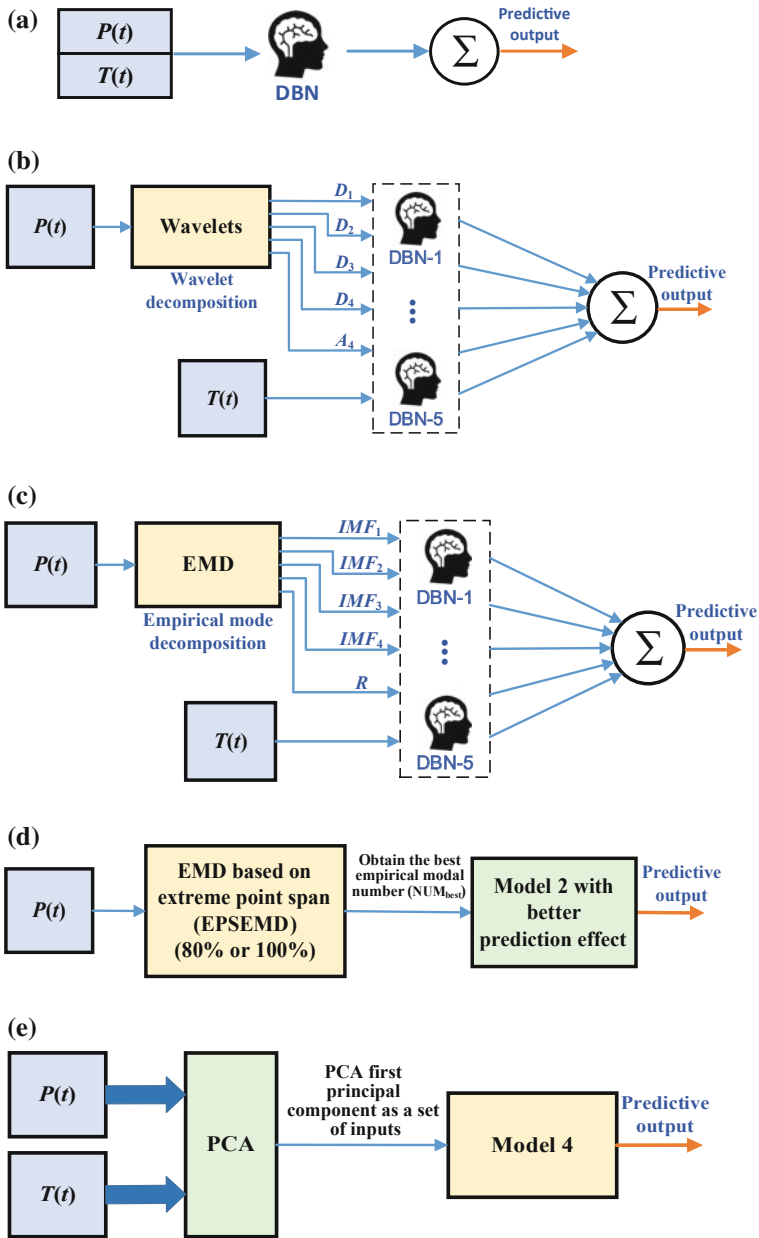 (a)
P(t)
T(t)
DBN
Σ
Predictive
output
(b)
P(t)
Wavelets
Wavelet
decomposition
D1
D2
D3
D4
A4
T(t)
DBN-1
DBN-5
Σ
Predictive
output
(c)
P(t)
EMD
Empirical mode
decomposition
IMF1
IMF2
IMF3
IMF4
R
T(t)
DBN-1
DBN-5
Σ
Predictive
output
(d)
P(t)
EMD based on
extreme point span
(EPSEMD)
(80% or 100%)
Obtain the best
empirical modal
number (NUMbest)
Model 2 with
better
prediction effect
Predictive
output
(e)
P(t)
T(t)
PCA
PCA first
principal
component as a set
of inputs
Model 4
Predictive
output